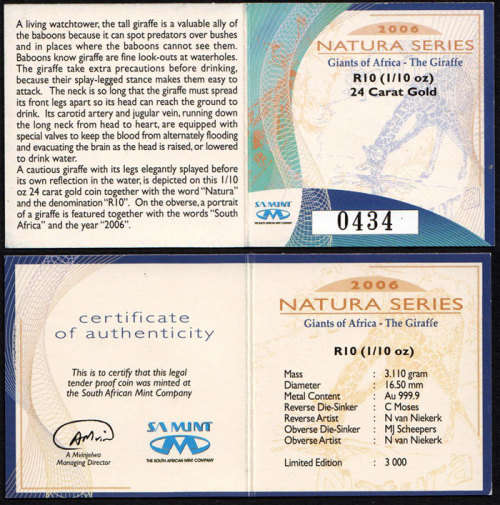 A living watchtower, the tall giraffe is a valuable ally of
the baboons because it can spot predators over bushes
and in places where the baboons cannot see them.
Baboons know giraffe are fine look-outs at waterholes.
The giraffe take extra precautions before drinking,
because their splay-legged stance makes them easy to
attack. The neck is so long that the giraffe must spread
its front legs apart so its head can reach the ground to
drink. Its carotid artery and jugular vein, running down
the long neck from head to heart, are equipped with
special valves to keep the blood from alternately flooding
and evacuating the brain as the head is raised, or lowered
to drink water.
A cautious giraffe with its legs elegantly splayed before
its own reflection in the water, is depicted on this 1/10
oz 24 carat gold coin together with the word "Natura"
and the denomination "R10". On the obverse, a portrait
of a giraffe is featured together with the words "South
Africa" and the year "2006".
2006
NATURA SERIES
Giants of Africa - The Giraffe
R10 (1/10 oz)
24 Carat Gold
SA MINT
THE SOUTH AFRICAN MINT COMPANY
0434
certificate
of authenticity
This is to certify that this legal
tender proof coin was minted at
the South African Mint Company
A Mvinjelwa
Managing Director
SA MINT
THE SOUTH AFRICAN MINT COMPANY
2006
NATURA SERIES
Giants of Africa - The Giraffe
R10 (1/10 oz)
Mass : 3.110 gram
Diameter : 16.50 mm
Metal Content : Au 999.9
Reverse Die-Sinker : C Moses
Reverse Artist : N van Niekerk
Obverse Die-Sinker : MJ Scheepers
Obverse Artist : N van Niekerk
Limited Edition : 3 000